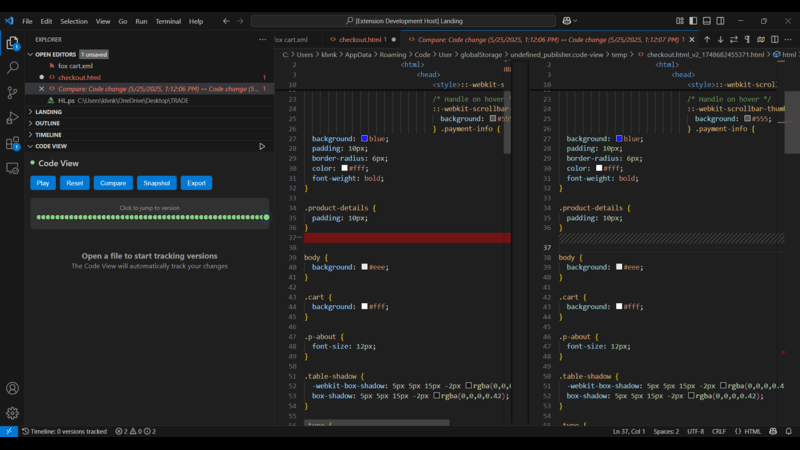 File Edit Selection View Go Run Terminal Help
[Extension Development Host] Landing
EXPLORER
OPEN EDITORS 1 unsaved
fox cart.xml
checkout.html 1
Compare: Code change (5/25/2025, 1:12:06 PM) ↔ Code change (5/25/2025, 1:12:07 PM) 1
C: > Users > klvnk > AppData > Roaming > Code > User > globalStorage > undefined_publisher.code-view > temp > checkout.html_v2_1748682455371.html > html
fox cart.xml
checkout.html 1
Compare: Code change (5/25/2025, 1:12:06 PM) ↔ Code change (5... 1
HL.ps C:\Users\klvnk\OneDrive\Desktop\TRADE
LANDING
OUTLINE
TIMELINE
CODE VIEW
Code View
Play Reset Compare Snapshot Export
Click to jump to version
Open a file to start tracking versions
The Code View will automatically track your changes
2 <html>
3 <head>
10 <style>::-webkit-s
/* Handle on hover */
::-webkit-scrollbar-
background: #555
} .payment-info {
27 background: blue;
28 padding: 10px;
29 border-radius: 6px;
30 color: #fff;
31 font-weight: bold;
32 }
33
34 .product-details {
35 padding: 10px;
36 }
37
38
39 body {
40 background: #eee;
41 }
42
43 .cart {
44 background: #fff;
45 }
46
47 .p-about {
48 font-size: 12px;
49 }
50
51 .table-shadow {
52 -webkit-box-shadow: 5px 5px 15px -2px rgba(0,0,
53 box-shadow: 5px 5px 15px -2px rgba(0,0,0,0.42);
54 }
55
2 <html>
3 <head>
10 <style>::-webkit-scroll
/* Handle on hover */
::-webkit-scrollbar-thumb
background: #555;
} .payment-info {
27 background: blue;
28 padding: 10px;
29 border-radius: 6px;
30 color: #fff;
31 font-weight: bold;
32 }
33
34 .product-details {
35 padding: 10px;
36 }
37
38 body {
39 background: #eee;
40 }
41
42 .cart {
43 background: #fff;
44 }
45
46 .p-about {
47 font-size: 12px;
48 }
49
50 .table-shadow {
51 -webkit-box-shadow: 5px 5px 15px -2px rgba(0,0,0,0.4
52 box-shadow: 5px 5px 15px -2px rgba(0,0,0,0.42);
53 }
54
Timeline: 0 versions tracked 2 0 2
Ln 37, Col 1 Spaces: 2 UTF-8 CRLF {} HTML